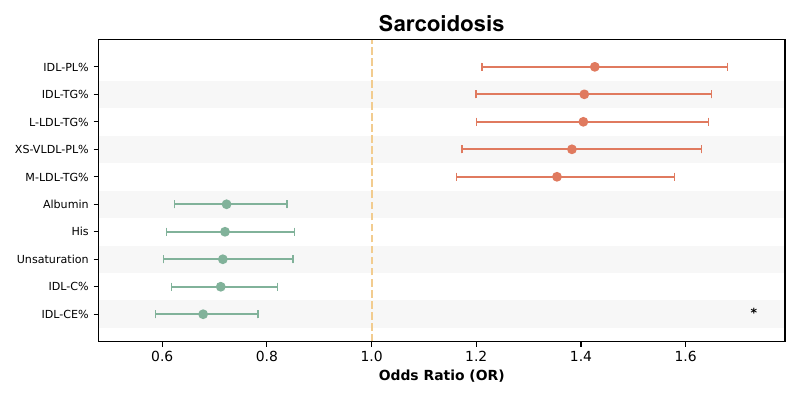 Sarcoidosis
IDL-PL%
IDL-TG%
L-LDL-TG%
XS-VLDL-PL%
M-LDL-TG%
Albumin
His
Unsaturation
IDL-C%
IDL-CE% *
0.6 0.8 1.0 1.2 1.4 1.6
Odds Ratio (OR)